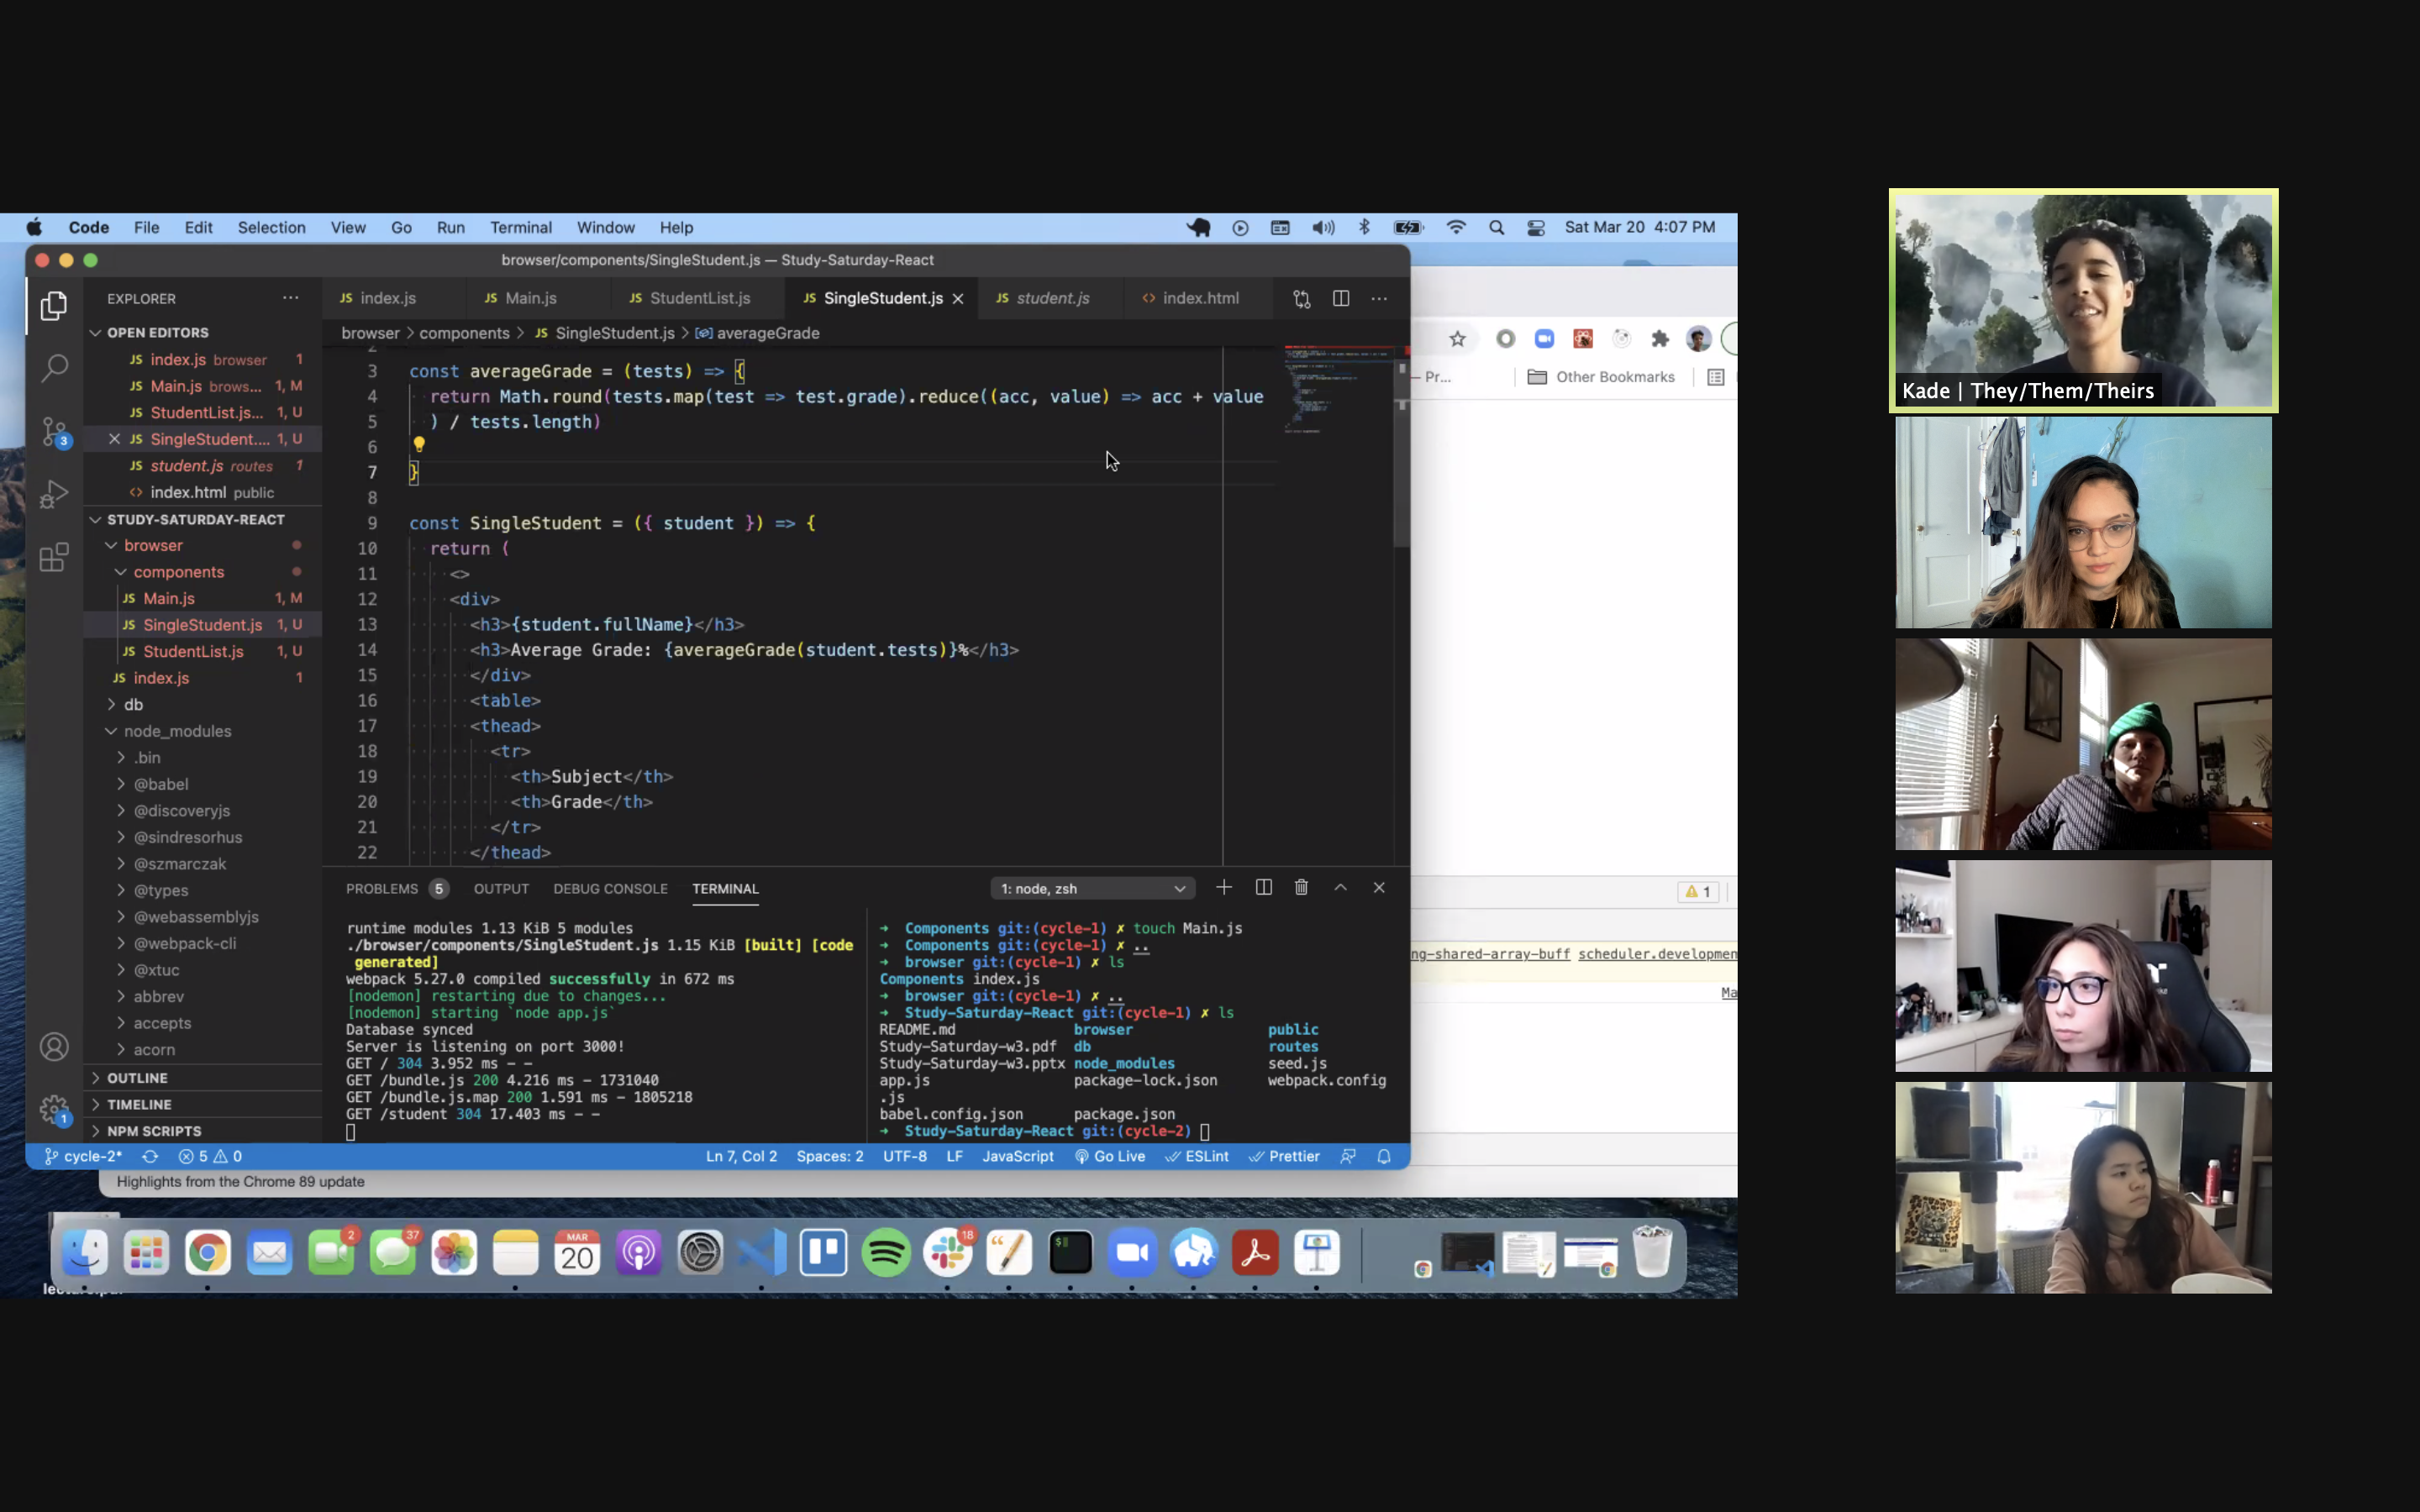 Code File Edit Selection View Go Run Terminal Window Help
Sat Mar 20 4:07 PM
browser/components/SingleStudent.js — Study-Saturday-React
EXPLORER
JS index.js
JS Main.js
JS StudentList.js
JS SingleStudent.js
JS student.js
<> index.html
browser > components > JS SingleStudent.js > averageGrade
OPEN EDITORS
JS index.js browser 1
JS Main.js brows... 1, M
JS StudentList.js... 1, U
JS SingleStudent.... 1, U
JS student.js routes 1
<> index.html public
STUDY-SATURDAY-REACT
browser
components
JS Main.js 1, M
JS SingleStudent.js 1, U
JS StudentList.js 1, U
JS index.js 1
db
node_modules
.bin
@babel
@discoveryjs
@sindresorhus
@szmarczak
@types
@webassemblyjs
@webpack-cli
@xtuc
abbrev
accepts
acorn
OUTLINE
TIMELINE
NPM SCRIPTS
3
1
2
3 const averageGrade = (tests) => {
4 return Math.round(tests.map(test => test.grade).reduce((acc, value) => acc + value
5 ) / tests.length)
6
7 }
8
9 const SingleStudent = ({ student }) => {
10 return (
11 <>
12 <div>
13 <h3>{student.fullName}</h3>
14 <h3>Average Grade: {averageGrade(student.tests)}%</h3>
15 </div>
16 <table>
17 <thead>
18 <tr>
19 <th>Subject</th>
20 <th>Grade</th>
21 </tr>
22 </thead>
PROBLEMS 5 OUTPUT DEBUG CONSOLE TERMINAL
1: node, zsh
runtime modules 1.13 KiB 5 modules
./browser/components/SingleStudent.js 1.15 KiB [built] [code
generated]
webpack 5.27.0 compiled successfully in 672 ms
[nodemon] restarting due to changes...
[nodemon] starting `node app.js`
Database synced
Server is listening on port 3000!
GET / 304 3.952 ms - -
GET /bundle.js 200 4.216 ms - 1731040
GET /bundle.js.map 200 1.591 ms - 1805218
GET /student 304 17.403 ms - -
➜ Components git:(cycle-1) ✗ touch Main.js
➜ Components git:(cycle-1) ✗ ..
➜ browser git:(cycle-1) ✗ ls
Components index.js
➜ browser git:(cycle-1) ✗ ..
➜ Study-Saturday-React git:(cycle-1) ✗ ls
README.md browser public
Study-Saturday-w3.pdf db routes
Study-Saturday-w3.pptx node_modules seed.js
app.js package-lock.json webpack.config
.js
babel.config.json package.json
➜ Study-Saturday-React git:(cycle-2)
cycle-2* 5 0
Ln 7, Col 2 Spaces: 2 UTF-8 LF JavaScript Go Live ESLint Prettier
Highlights from the Chrome 89 update
— Pr...
Other Bookmarks
1
ng-shared-array-buff scheduler.developmen
Ma
2
37
MAR
20
18
Kade | They/Them/Theirs